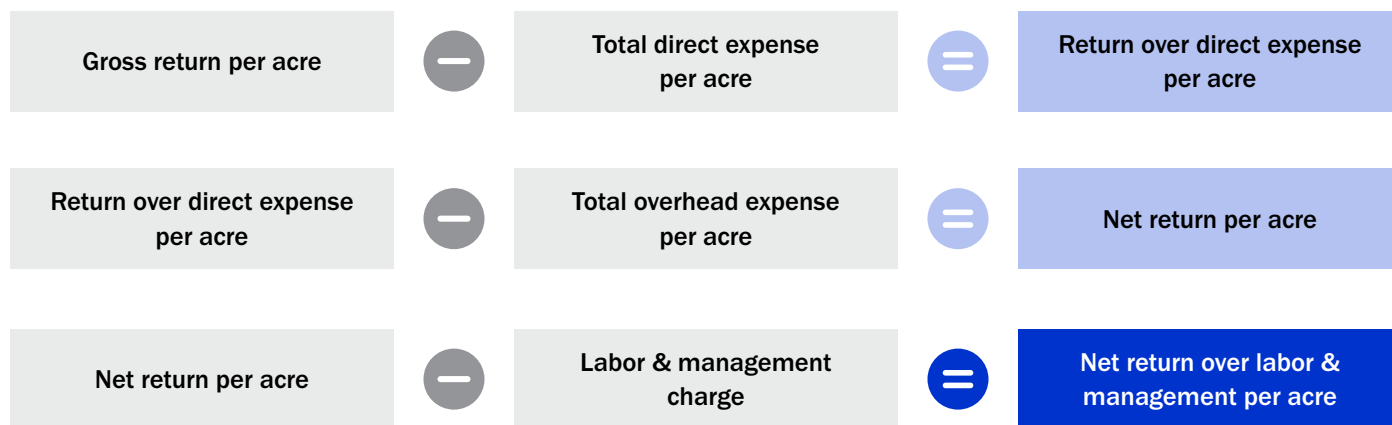 Gross return per acre
Total direct expense
per acre
Return over direct expense
per acre
Return over direct expense
per acre
Total overhead expense
per acre
Net return per acre
Net return per acre
Labor & management
charge
Net return over labor &
management per acre